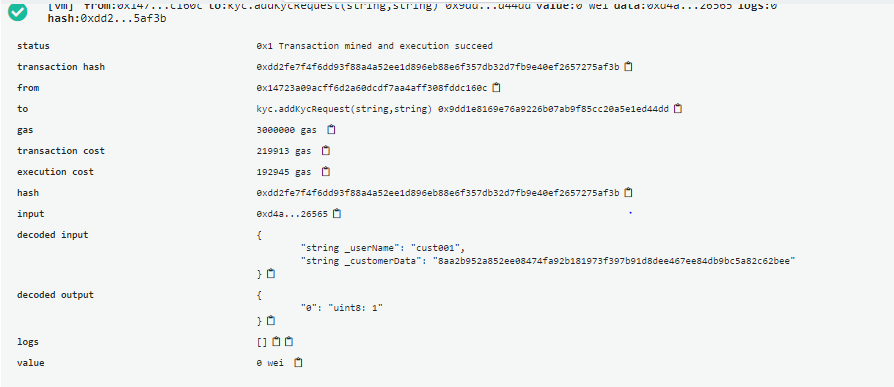 [vm] from:0x147...c160c to:kyc.addKycRequest(string,string) 0x9dd...d44dd value:0 wei data:0xd4a...26565 logs:0
hash:0xdd2...5af3b
status 0x1 Transaction mined and execution succeed
transaction hash 0xdd2fe7f4f6dd93f88a4a52ee1d896eb88e6f357db32d7fb9e40ef2657275af3b
from 0x14723a09acff6d2a60dcdf7aa4aff308fddc160c
to kyc.addKycRequest(string,string) 0x9dd1e8169e76a9226b07ab9f85cc20a5e1ed44dd
gas 3000000 gas
transaction cost 219913 gas
execution cost 192945 gas
hash 0xdd2fe7f4f6dd93f88a4a52ee1d896eb88e6f357db32d7fb9e40ef2657275af3b
input 0xd4a...26565
decoded input {
"string _userName": "cust001",
"string _customerData": "8aa2b952a852ee08474fa92b181973f397b91d8dee467ee84db9bc5a82c62bee"
}
decoded output {
"0": "uint8: 1"
}
logs []
value 0 wei